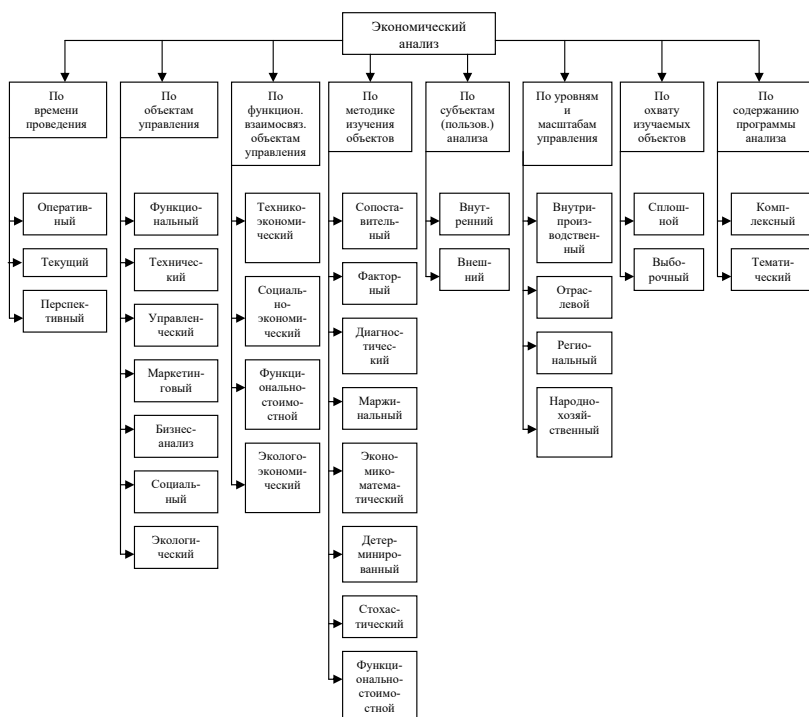 Экономический
анализ
По
времени
проведения
По
объектам
управления
По
функцион.
взаимосвяз.
объектам
управления
По
методике
изучения
объектов
По
субъектам
(пользов.)
анализа
По уровням
и
масштабам
управления
По
охвату
изучаемых
объектов
По
содержанию
программы
анализа
Оператив-
ный
Текущий
Перспек-
тивный
Функцио-
нальный
Техничес-
кий
Управлен-
ческий
Маркетин-
говый
Бизнес-
анализ
Социаль-
ный
Экологи-
ческий
Технико-
экономи-
ческий
Социаль-
но-
экономи-
ческий
Функци-
онально-
стоимост-
ной
Эколого-
экономи-
ческий
Сопоста-
витель-
ный
Фактор-
ный
Диагнос-
тичес-
кий
Маржи-
нальный
Эконо-
мико-
матема-
тический
Детер-
миниро-
ванный
Стохас-
тический
Функци-
онально-
стоимо-
стной
Внут-
ренний
Внеш-
ний
Внутри-
произ-
водствен-
ный
Отрас-
левой
Регио-
нальный
Народно-
хозяй-
ственный
Сплош-
ной
Выбо-
рочный
Комп-
лексный
Темати-
ческий